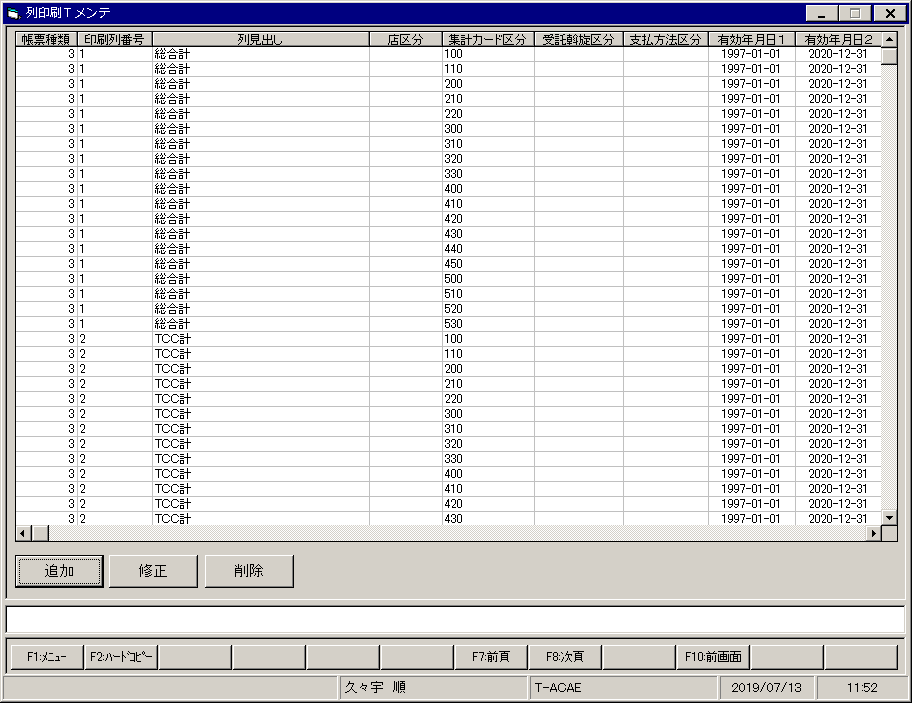 列印刷Ｔメンテ
帳票種類 印刷列番号 列見出し 店区分 集計カード区分 受託斡旋区分 支払方法区分 有効年月日１ 有効年月日２
3 1 総合計 100 1997-01-01 2020-12-31
3 1 総合計 110 1997-01-01 2020-12-31
3 1 総合計 200 1997-01-01 2020-12-31
3 1 総合計 210 1997-01-01 2020-12-31
3 1 総合計 220 1997-01-01 2020-12-31
3 1 総合計 300 1997-01-01 2020-12-31
3 1 総合計 310 1997-01-01 2020-12-31
3 1 総合計 320 1997-01-01 2020-12-31
3 1 総合計 330 1997-01-01 2020-12-31
3 1 総合計 400 1997-01-01 2020-12-31
3 1 総合計 410 1997-01-01 2020-12-31
3 1 総合計 420 1997-01-01 2020-12-31
3 1 総合計 430 1997-01-01 2020-12-31
3 1 総合計 440 1997-01-01 2020-12-31
3 1 総合計 450 1997-01-01 2020-12-31
3 1 総合計 500 1997-01-01 2020-12-31
3 1 総合計 510 1997-01-01 2020-12-31
3 1 総合計 520 1997-01-01 2020-12-31
3 1 総合計 530 1997-01-01 2020-12-31
3 2 TCC計 100 1997-01-01 2020-12-31
3 2 TCC計 110 1997-01-01 2020-12-31
3 2 TCC計 200 1997-01-01 2020-12-31
3 2 TCC計 210 1997-01-01 2020-12-31
3 2 TCC計 220 1997-01-01 2020-12-31
3 2 TCC計 300 1997-01-01 2020-12-31
3 2 TCC計 310 1997-01-01 2020-12-31
3 2 TCC計 320 1997-01-01 2020-12-31
3 2 TCC計 330 1997-01-01 2020-12-31
3 2 TCC計 400 1997-01-01 2020-12-31
3 2 TCC計 410 1997-01-01 2020-12-31
3 2 TCC計 420 1997-01-01 2020-12-31
3 2 TCC計 430 1997-01-01 2020-12-31
追加 修正 削除
F1:ﾒﾆｭｰ F2:ﾊｰﾄﾞｺﾋﾟｰ F7:前頁 F8:次頁 F10:前画面
久々宇 順 T-ACAE 2019/07/13 11:52